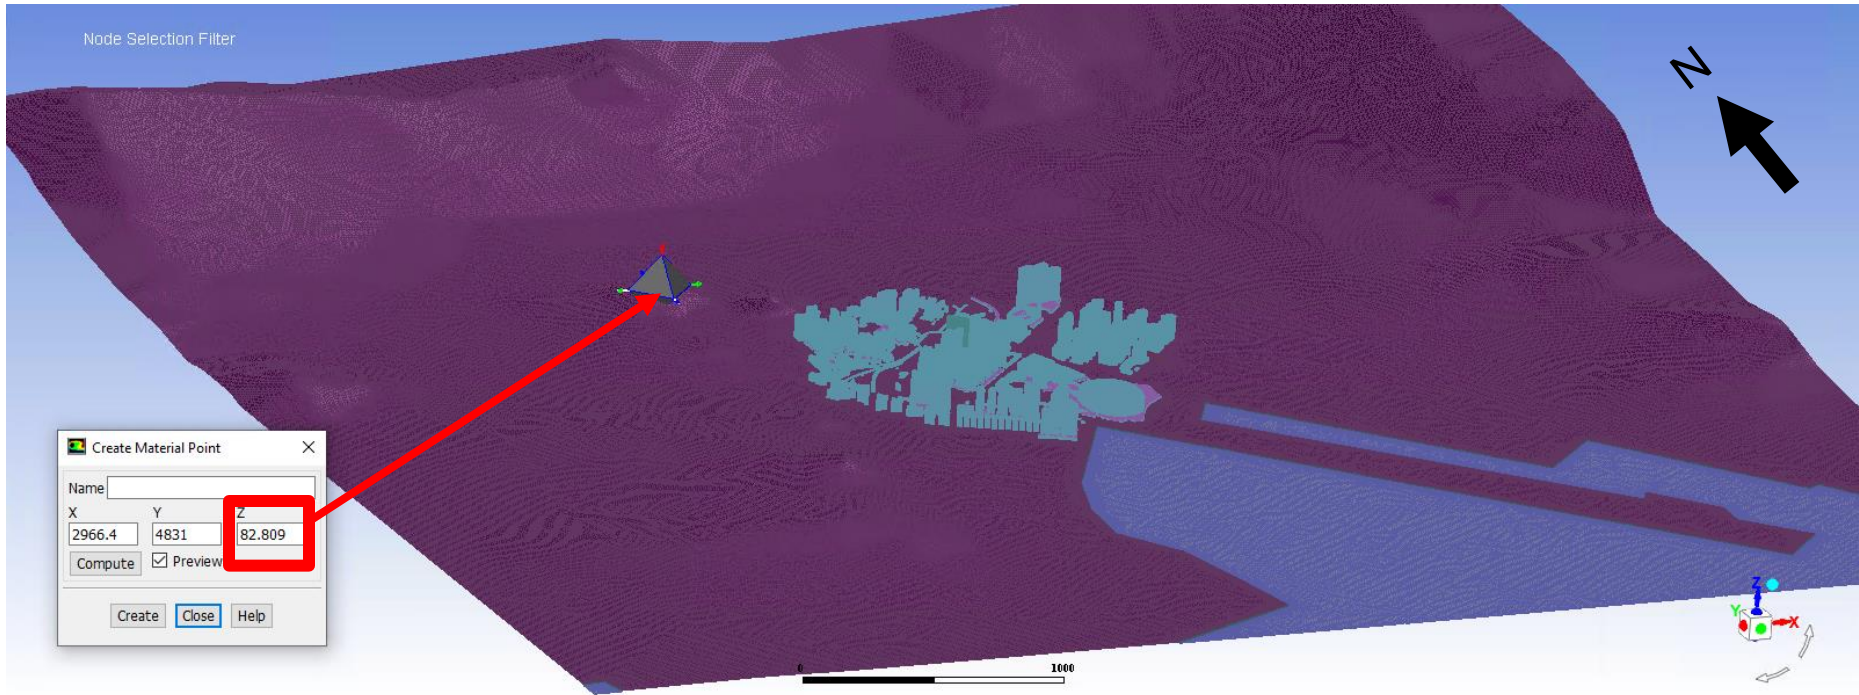 Node Selection Filter
N
Create Material Point
Name
X Y Z
2966.4 4831 82.809
Compute Preview
Create Close Help
0 1000
Z
Y
X